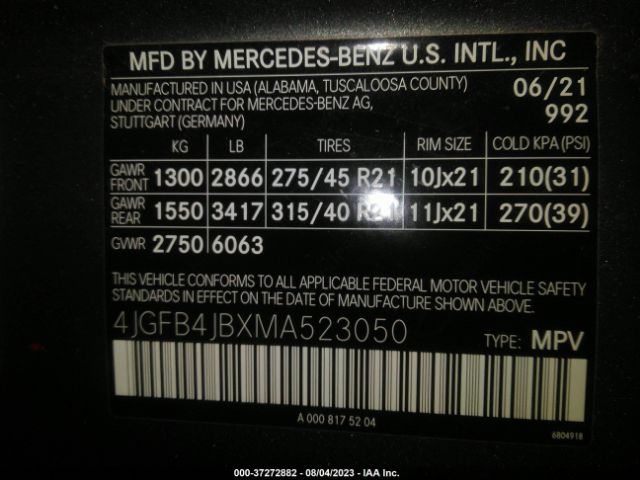 MFD BY MERCEDES-BENZ U.S. INTL., INC
MANUFACTURED IN USA (ALABAMA, TUSCALOOSA COUNTY) 06/21
UNDER CONTRACT FOR MERCEDES-BENZ AG, 992
STUTTGART (GERMANY)
KG LB TIRES RIM SIZE COLD KPA (PSI)
GAWR FRONT 1300 2866 275/45 R21 10Jx21 210(31)
GAWR REAR 1550 3417 315/40 R21 11Jx21 270(39)
GVWR 2750 6063
THIS VEHICLE CONFORMS TO ALL APPLICABLE FEDERAL MOTOR VEHICLE SAFETY
STANDARDS IN EFFECT ON THE DATE OF MANUFACTURE SHOWN ABOVE.
4JGFB4JBXMA523050 TYPE: MPV
A 000 817 52 04
6804918
000-37272882 - 08/04/2023 - IAA Inc.